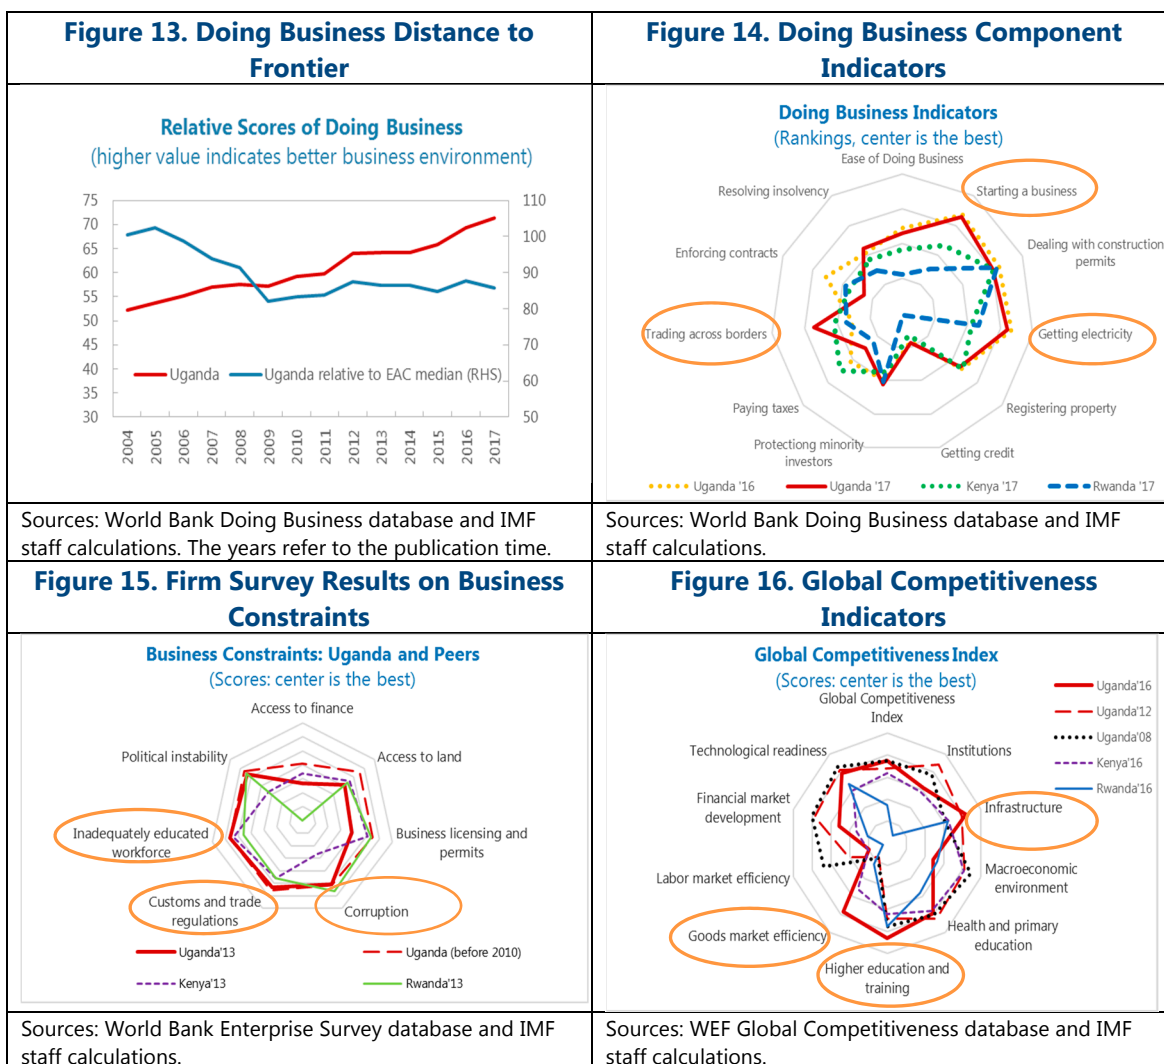 Figure 13. Doing Business Distance to
Frontier
Relative Scores of Doing Business
(higher value indicates better business environment)
75
70
65
60
55
50
45
40
35
30
110
100
90
80
70
60
50
Uganda
Uganda relative to EAC median (RHS)
2004
2005
2006
2007
2008
2009
2010
2011
2012
2013
2014
2015
2016
2017
Sources: World Bank Doing Business database and IMF
staff calculations. The years refer to the publication time.
Figure 14. Doing Business Component
Indicators
Doing Business Indicators
(Rankings, center is the best)
Ease of Doing Business
Starting a business
Dealing with construction
permits
Getting electricity
Registering property
Getting credit
Protectiong minority
investors
Paying taxes
Trading across borders
Enforcing contracts
Resolving insolvency
Uganda '16
Uganda '17
Kenya '17
Rwanda '17
Sources: World Bank Doing Business database and IMF
staff calculations.
Figure 15. Firm Survey Results on Business
Constraints
Business Constraints: Uganda and Peers
(Scores: center is the best)
Access to finance
Access to land
Business licensing and
permits
Corruption
Customs and trade
regulations
Inadequately educated
workforce
Political instability
Uganda'13
Uganda (before 2010)
Kenya'13
Rwanda'13
Sources: World Bank Enterprise Survey database and IMF
staff calculations.
Figure 16. Global Competitiveness
Indicators
Global Competitiveness Index
(Scores: center is the best)
Global Competitiveness
Index
Institutions
Infrastructure
Macroeconomic
environment
Health and primary
education
Higher education and
training
Goods market efficiency
Labor market efficiency
Financial market
development
Technological readiness
Uganda'16
Uganda'12
Uganda'08
Kenya'16
Rwanda'16
Sources: WEF Global Competitiveness database and IMF
staff calculations.